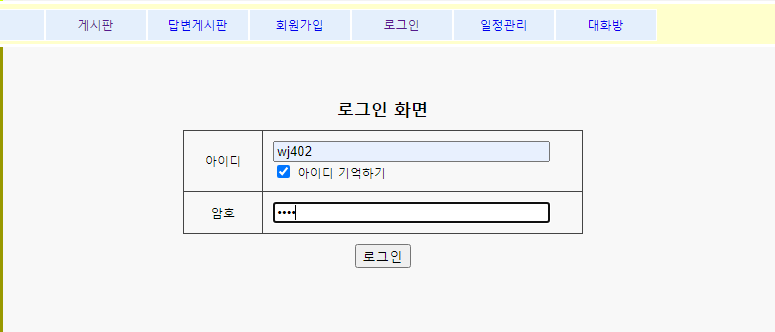 게시판 답변게시판 회원가입 로그인 일정관리 대화방
로그인 화면
아이디 wj402
아이디 기억하기
암호 ••••
로그인